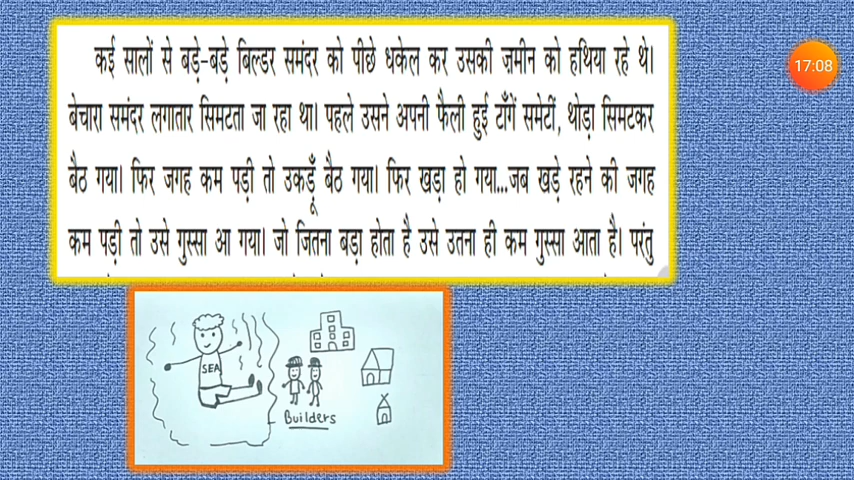 कई सालों से बड़े-बड़े बिल्डर समंदर को पीछे धकेल कर उसकी ज़मीन को हथिया रहे थे।
बेचारा समंदर लगातार सिमटता जा रहा था। पहले उसने अपनी फैली हुई टाँगें समेटीं, थोड़ा सिमटकर
बैठ गया। फिर जगह कम पड़ी तो उकड़ूँ बैठ गया। फिर खड़ा हो गया...जब खड़े रहने की जगह
कम पड़ी तो उसे गुस्सा आ गया। जो जितना बड़ा होता है उसे उतना ही कम गुस्सा आता है। परंतु
17:08
SEA
Builders